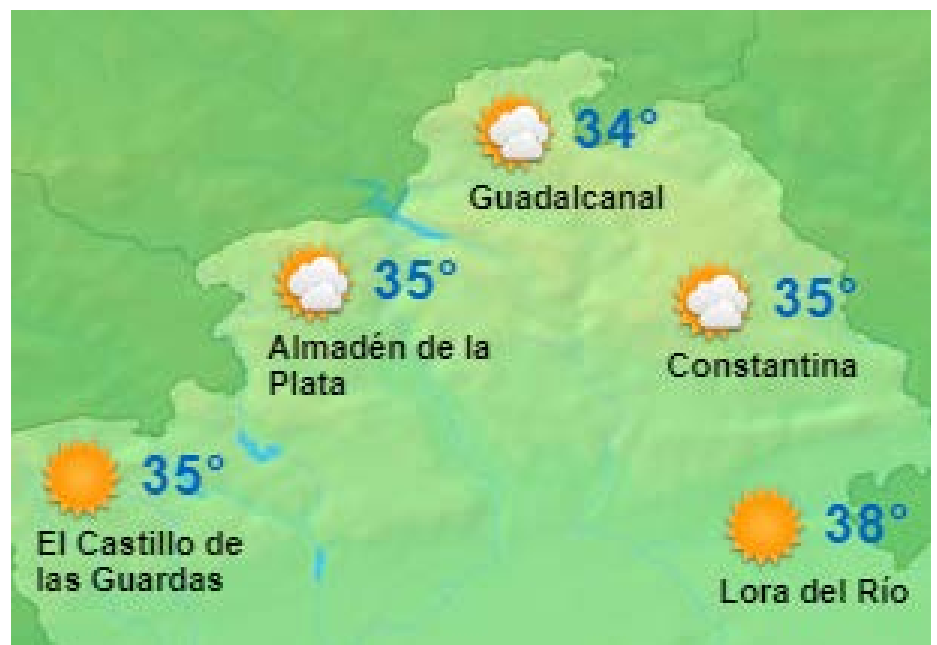 34°
Guadalcanal
35°
Almadén de la
Plata
35°
Constantina
35°
El Castillo de
las Guardas
38°
Lora del Río